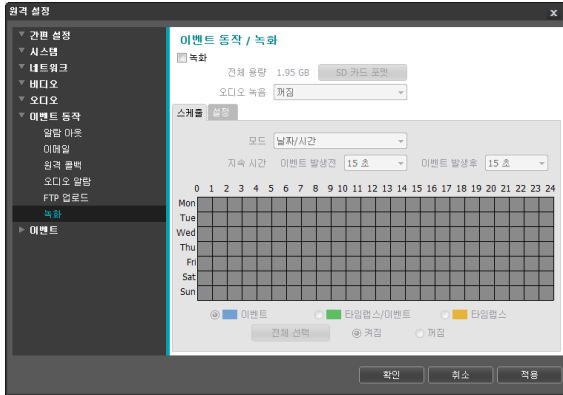 원격 설정
x
간편 설정
시스템
네트워크
비디오
오디오
이벤트 동작
알람 아웃
이메일
원격 콜백
오디오 알람
FTP 업로드
녹화
이벤트
이벤트 동작 / 녹화
녹화
전체 용량 1.95 GB SD 카드 포맷
오디오 녹음 꺼짐
스케줄 설정
모드 날짜/시간
지속 시간 이벤트 발생전 15 초 이벤트 발생후 15 초
0 1 2 3 4 5 6 7 8 9 10 11 12 13 14 15 16 17 18 19 20 21 22 23 24
Mon
Tue
Wed
Thu
Fri
Sat
Sun
이벤트 타임랩스/이벤트 타임랩스
전체 선택 켜짐 꺼짐
확인 취소 적용